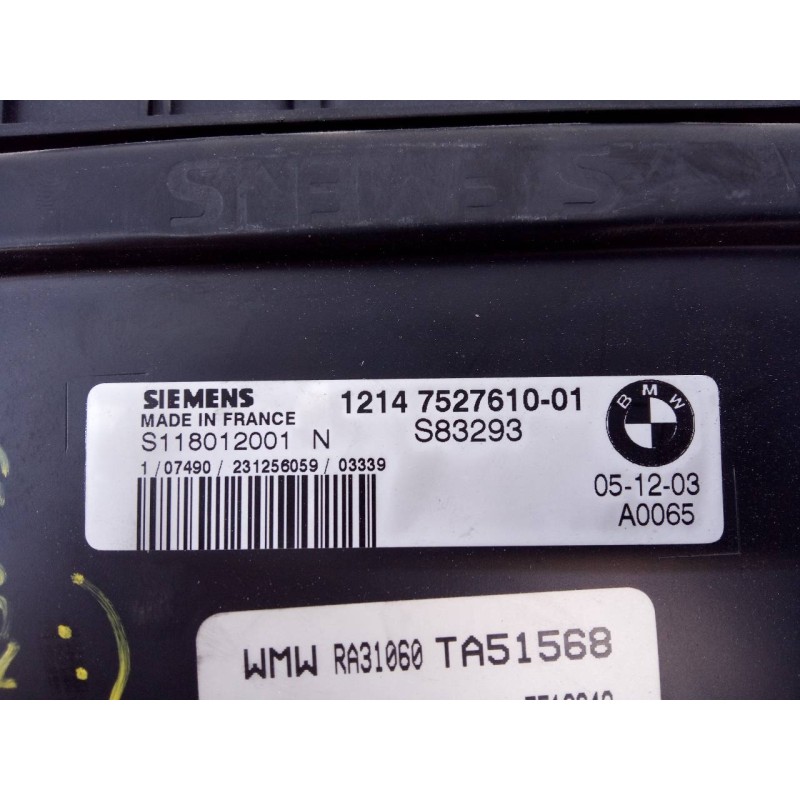 SIEMENS
SIEMENS
MADE IN FRANCE
S118012001 N
1214 7527610-01
S83293
BMW
1/07490/231256059/03339
05-12-03
A0065
WMW RA31060 TA51568